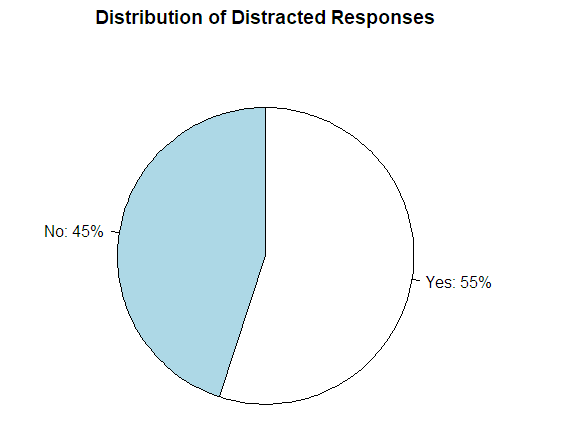 Distribution of Distracted Responses
No: 45%
Yes: 55%